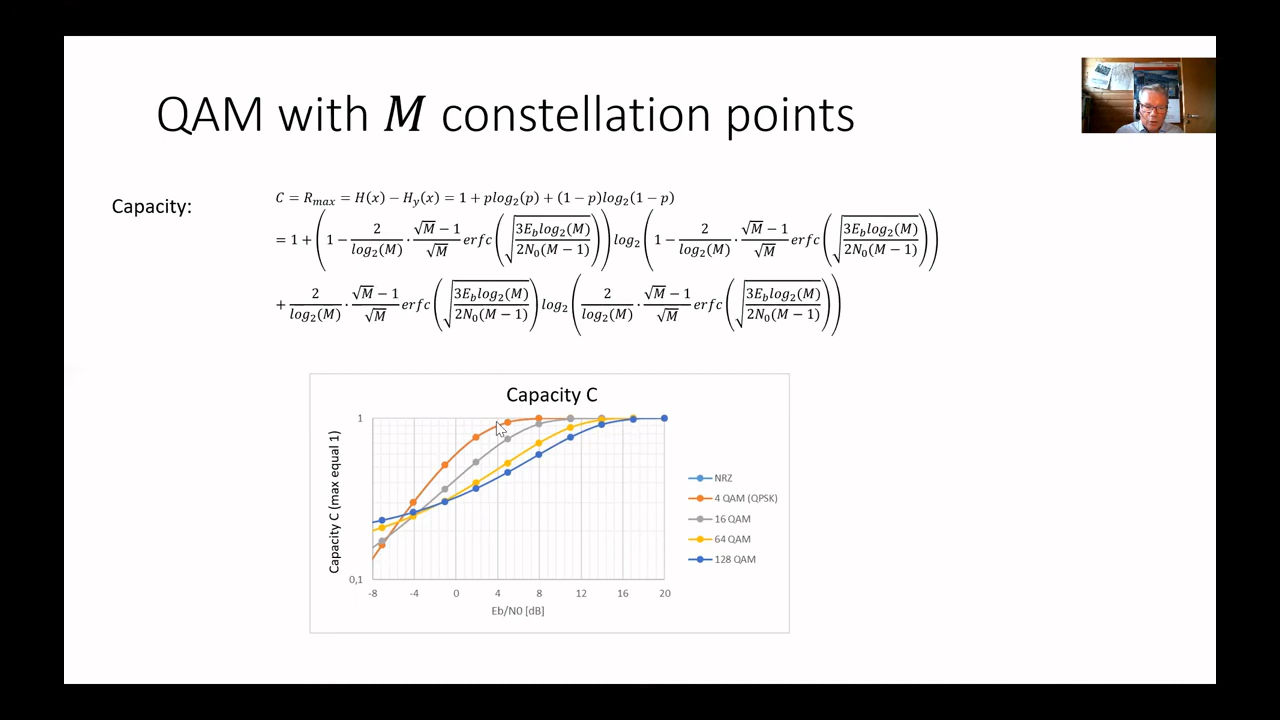 QAM with M constellation points
Capacity:
C = R_max = H(x) − H_y(x) = 1 + plog_2(p) + (1 − p)log_2(1 − p)
= 1 + (1 − 2/log_2(M) · (√M − 1)/√M erfc(√(3E_b log_2(M)/2N_0(M − 1)))) log_2(1 − 2/log_2(M) · (√M − 1)/√M erfc(√(3E_b log_2(M)/2N_0(M − 1))))
+ 2/log_2(M) · (√M − 1)/√M erfc(√(3E_b log_2(M)/2N_0(M − 1))) log_2(2/log_2(M) · (√M − 1)/√M erfc(√(3E_b log_2(M)/2N_0(M − 1))))
Capacity C
Capacity C (max equal 1)
1
0,1
-8 -4 0 4 8 12 16 20
Eb/N0 [dB]
NRZ
4 QAM (QPSK)
16 QAM
64 QAM
128 QAM